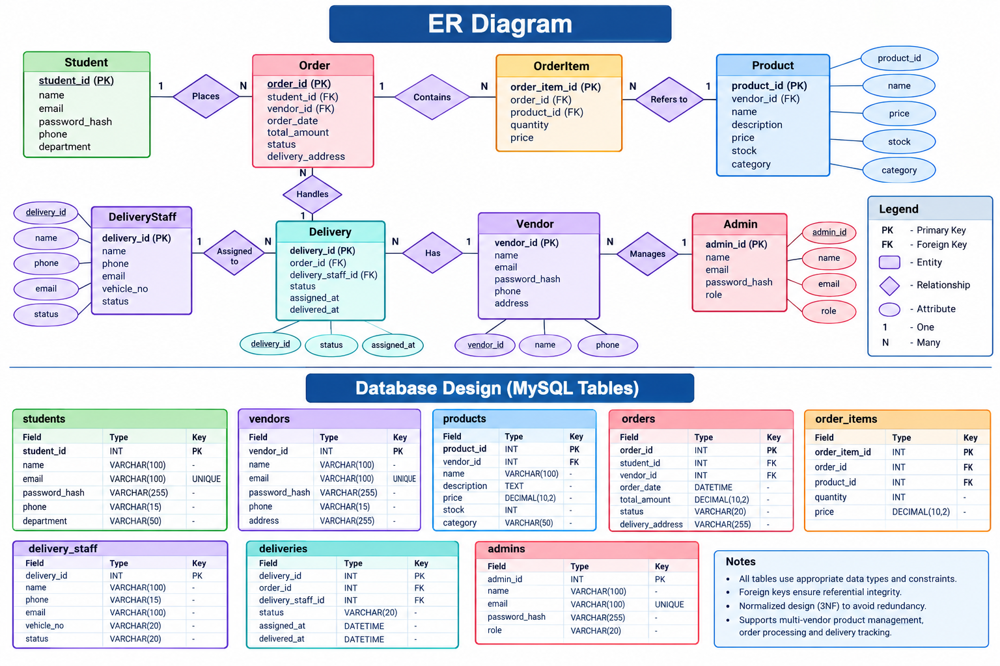 ER Diagram
Student
student_id (PK)
name
email
password_hash
phone
department
1
Places
N
Order
order_id (PK)
student_id (FK)
vendor_id (FK)
order_date
total_amount
status
delivery_address
1
Contains
N
OrderItem
order_item_id (PK)
order_id (FK)
product_id (FK)
quantity
price
N
Refers to
1
Product
product_id (PK)
vendor_id (FK)
name
description
price
stock
category
product_id
name
price
stock
category
N
Handles
1
delivery_id
name
phone
email
status
DeliveryStaff
delivery_id (PK)
name
phone
email
vehicle_no
status
1
Assigned
to
N
Delivery
delivery_id (PK)
order_id (FK)
delivery_staff_id (FK)
status
assigned_at
delivered_at
delivery_id
status
assigned_at
N
Has
1
Vendor
vendor_id (PK)
name
email
password_hash
phone
address
vendor_id
name
phone
N
Manages
1
Admin
admin_id (PK)
name
email
password_hash
role
admin_id
name
email
role
Legend
PK - Primary Key
FK - Foreign Key
- Entity
- Relationship
- Attribute
1 - One
N - Many
Database Design (MySQL Tables)
students
Field Type Key
student_id INT PK
name VARCHAR(100) -
email VARCHAR(100) UNIQUE
password_hash VARCHAR(255) -
phone VARCHAR(15) -
department VARCHAR(50) -
vendors
Field Type Key
vendor_id INT PK
name VARCHAR(100) -
email VARCHAR(100) UNIQUE
password_hash VARCHAR(255) -
phone VARCHAR(15) -
address VARCHAR(255) -
products
Field Type Key
product_id INT PK
vendor_id INT FK
name VARCHAR(100) -
description TEXT -
price DECIMAL(10,2) -
stock INT -
category VARCHAR(50) -
orders
Field Type Key
order_id INT PK
student_id INT FK
vendor_id INT FK
order_date DATETIME -
total_amount DECIMAL(10,2) -
status VARCHAR(20) -
delivery_address VARCHAR(255) -
order_items
Field Type Key
order_item_id INT PK
order_id INT FK
product_id INT FK
quantity INT -
price DECIMAL(10,2) -
delivery_staff
Field Type Key
delivery_id INT PK
name VARCHAR(100) -
phone VARCHAR(15) -
email VARCHAR(100) -
vehicle_no VARCHAR(20) -
status VARCHAR(20) -
deliveries
Field Type Key
delivery_id INT PK
order_id INT FK
delivery_staff_id INT FK
status VARCHAR(20) -
assigned_at DATETIME -
delivered_at DATETIME -
admins
Field Type Key
admin_id INT PK
name VARCHAR(100) -
email VARCHAR(100) UNIQUE
password_hash VARCHAR(255) -
role VARCHAR(20) -
Notes
• All tables use appropriate data types and constraints.
• Foreign keys ensure referential integrity.
• Normalized design (3NF) to avoid redundancy.
• Supports multi-vendor product management,
order processing and delivery tracking.